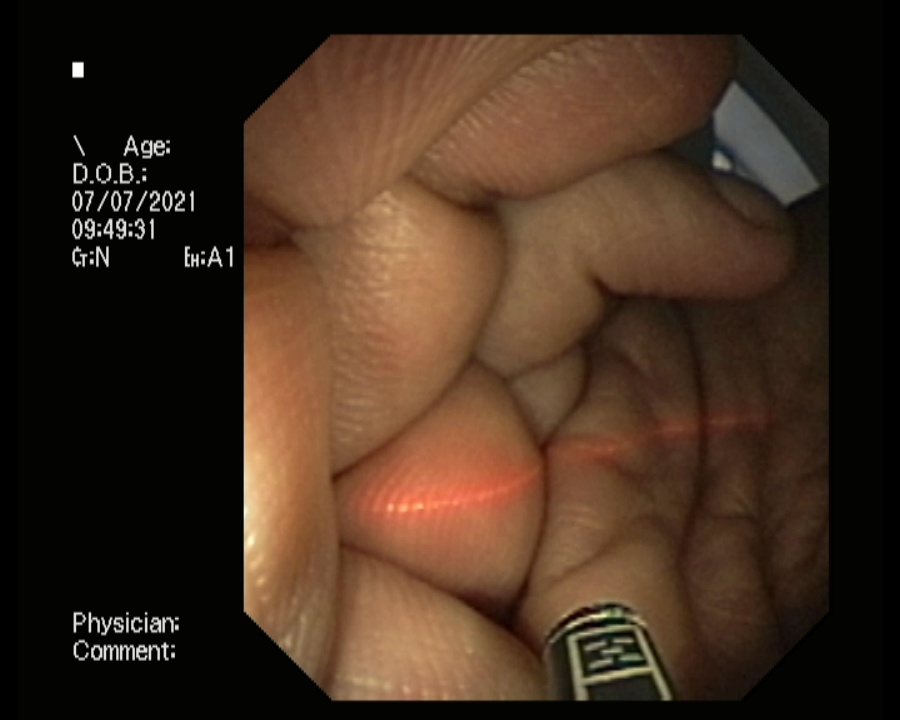 \ Age:
D.O.B.:
07/07/2021
09:49:31
Cr:N EH:A1
Physician:
Comment: